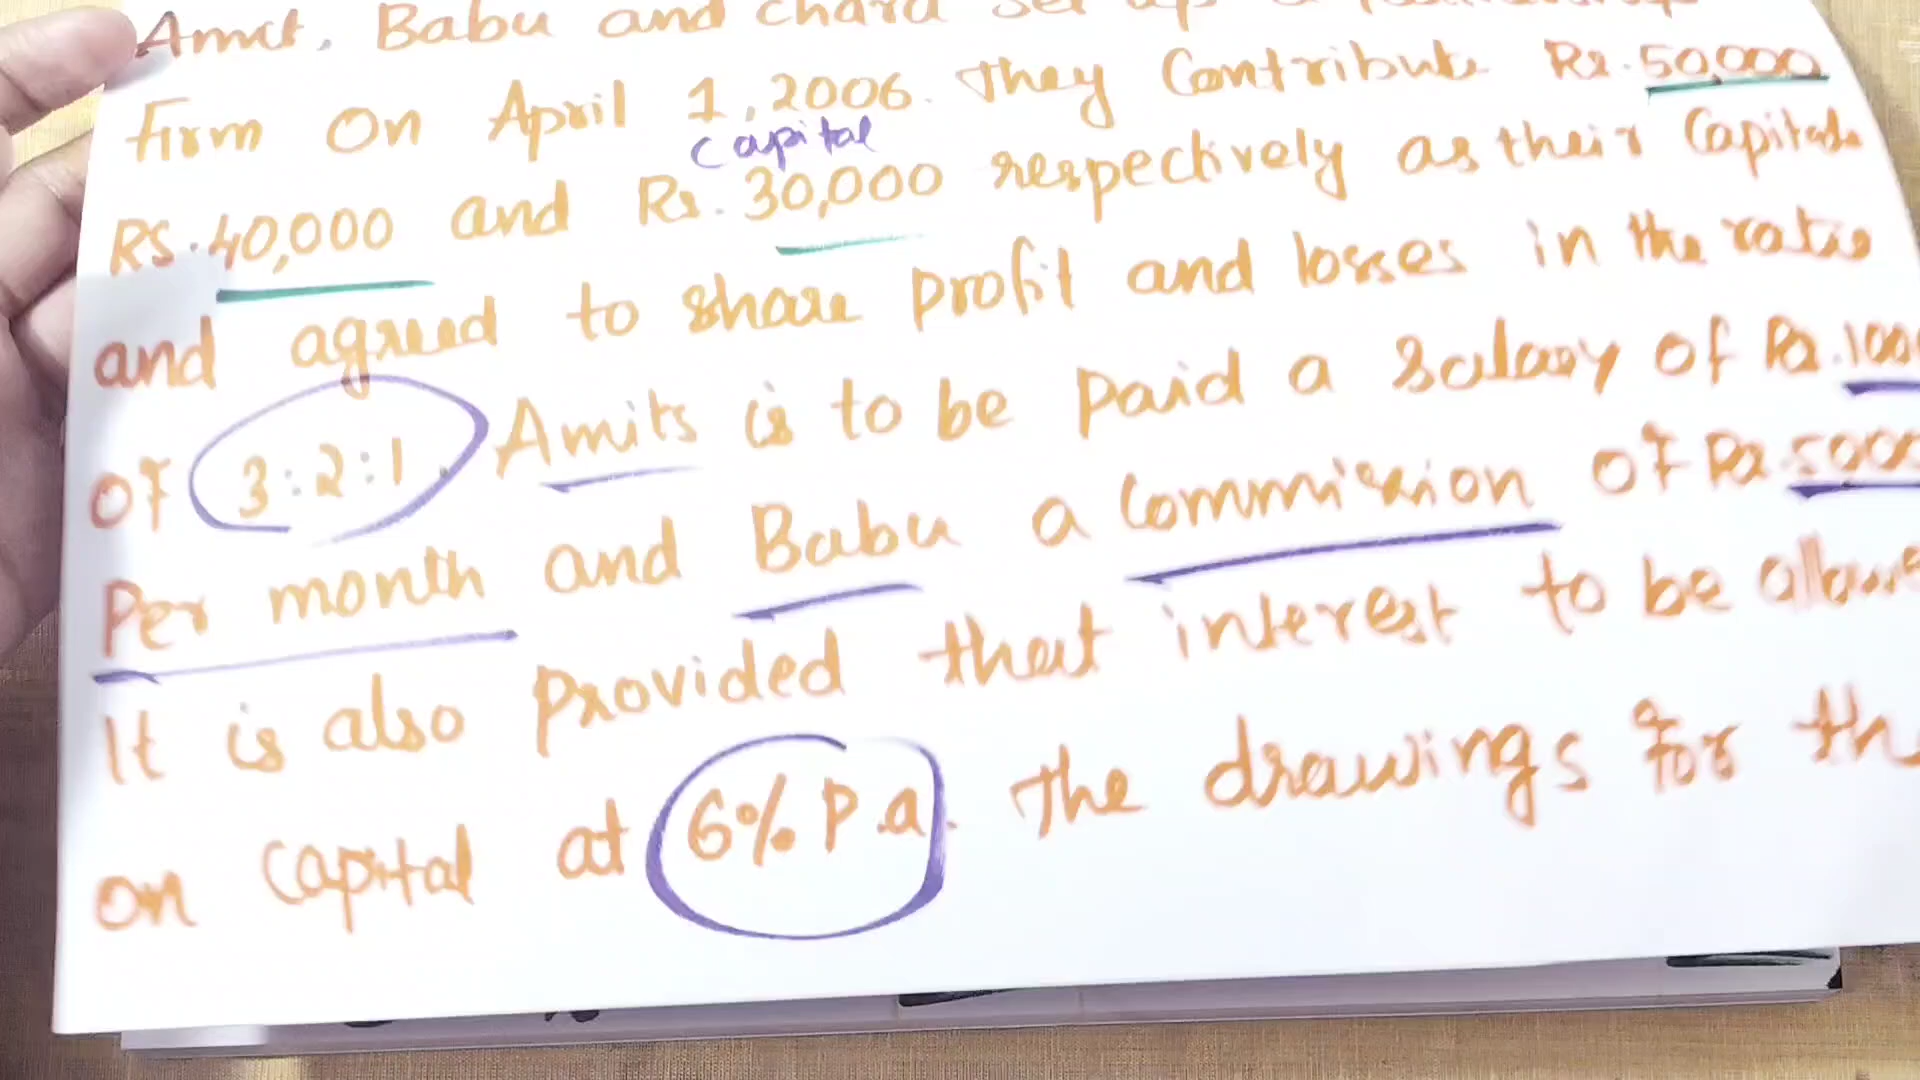 Amit, Babu and Charu set up a
Firm On April 1, 2006. They Contribute Rs. 50,000
Capital
RS. 40,000 and Rs. 30,000 respectively as their Capitals
and agreed to share profit and losses in the ratio
OF 3:2:1. Amits is to be paid a salary of Rs.
Per month and Babu a Commission of Rs.
It is also provided that interest to be
on capital at 6% P.a. The drawings for